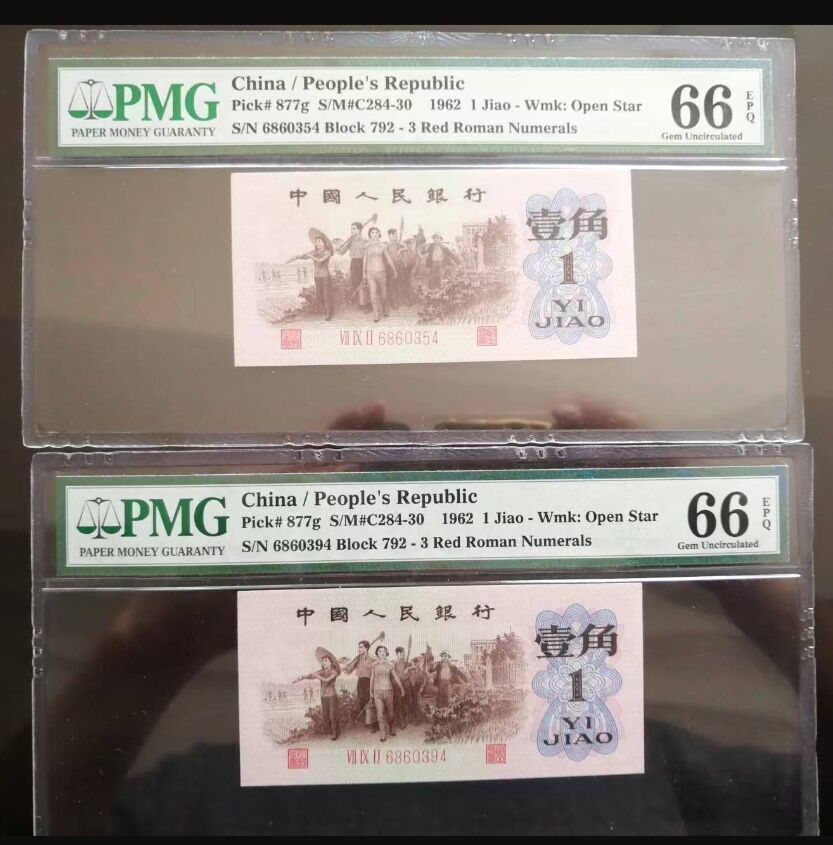 PMG
PAPER MONEY GUARANTY
China / People's Republic
Pick# 877g S/M#C284-30 1962 1 Jiao - Wmk: Open Star
S/N 6860354 Block 792 - 3 Red Roman Numerals
66 EPQ
Gem Uncirculated
中國人民銀行
壹角
1
YI
JIAO
VII IX II 6860354
PMG
PAPER MONEY GUARANTY
China / People's Republic
Pick# 877g S/M#C284-30 1962 1 Jiao - Wmk: Open Star
S/N 6860394 Block 792 - 3 Red Roman Numerals
66 EPQ
Gem Uncirculated
中國人民銀行
壹角
1
YI
JIAO
VII IX II 6860394